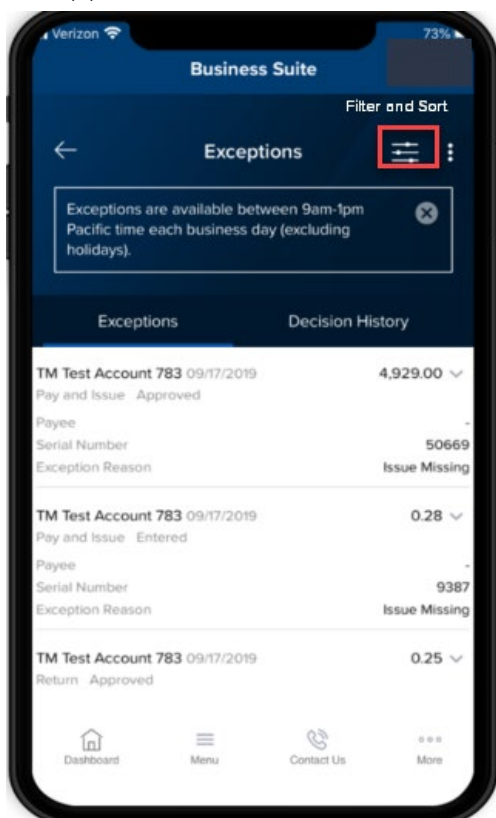 Verizon 73%
Business Suite
Filter and Sort
Exceptions
Exceptions are available between 9am-1pm
Pacific time each business day (excluding
holidays).
Exceptions Decision History
TM Test Account 783 09/17/2019 4,929.00
Pay and Issue Approved
Payee -
Serial Number 50669
Exception Reason Issue Missing
TM Test Account 783 09/17/2019 0.28
Pay and Issue Entered
Payee -
Serial Number 9387
Exception Reason Issue Missing
TM Test Account 783 09/17/2019 0.25
Return Approved
Dashboard Menu Contact Us More